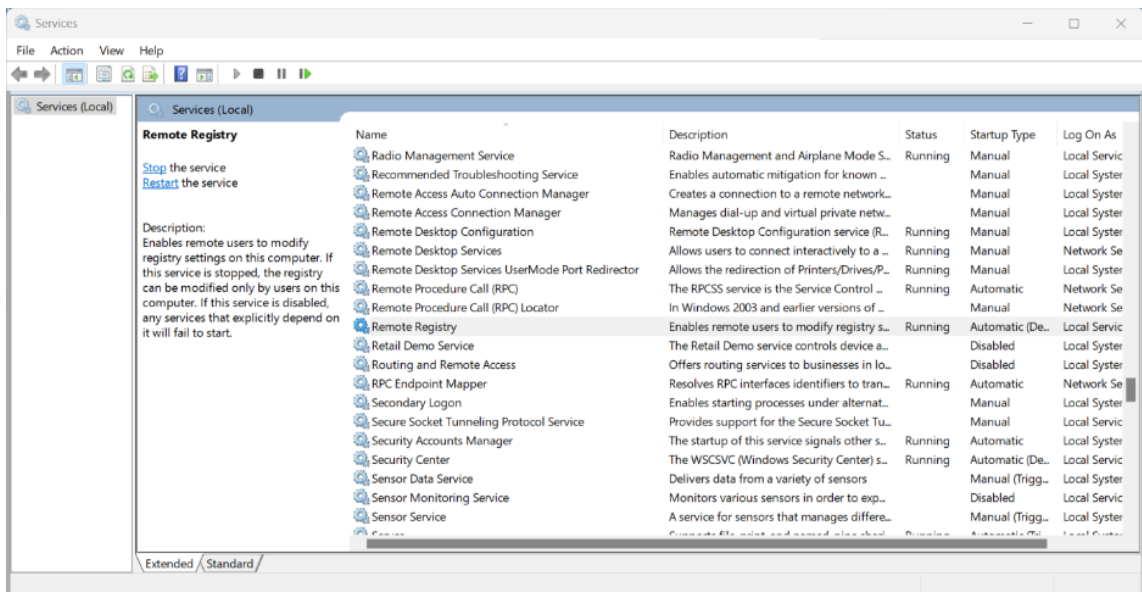 Services
File Action View Help
Services (Local)
Services (Local)
Remote Registry
Stop the service
Restart the service
Description:
Enables remote users to modify
registry settings on this computer. If
this service is stopped, the registry
can be modified only by users on this
computer. If this service is disabled,
any services that explicitly depend on
it will fail to start.
Name Description Status Startup Type Log On As
Radio Management Service Radio Management and Airplane Mode S... Running Manual Local Servic
Recommended Troubleshooting Service Enables automatic mitigation for known ... Manual Local Syster
Remote Access Auto Connection Manager Creates a connection to a remote network... Manual Local Syster
Remote Access Connection Manager Manages dial-up and virtual private netw... Manual Local Syster
Remote Desktop Configuration Remote Desktop Configuration service (R... Running Manual Local Syster
Remote Desktop Services Allows users to connect interactively to a ... Running Manual Network Se
Remote Desktop Services UserMode Port Redirector Allows the redirection of Printers/Drives/P... Running Manual Local Syster
Remote Procedure Call (RPC) The RPCSS service is the Service Control ... Running Automatic Network Se
Remote Procedure Call (RPC) Locator In Windows 2003 and earlier versions of ... Manual Network Se
Remote Registry Enables remote users to modify registry s... Running Automatic (De... Local Servic
Retail Demo Service The Retail Demo service controls device a... Disabled Local Syster
Routing and Remote Access Offers routing services to businesses in lo... Disabled Local Syster
RPC Endpoint Mapper Resolves RPC interfaces identifiers to tran... Running Automatic Network Se
Secondary Logon Enables starting processes under alternat... Manual Local Syster
Secure Socket Tunneling Protocol Service Provides support for the Secure Socket Tu... Manual Local Servic
Security Accounts Manager The startup of this service signals other s... Running Automatic Local Syster
Security Center The WSCSVC (Windows Security Center) s... Running Automatic (De... Local Servic
Sensor Data Service Delivers data from a variety of sensors Manual (Trigg... Local Syster
Sensor Monitoring Service Monitors various sensors in order to exp... Disabled Local Servic
Sensor Service A service for sensors that manages differe... Manual (Trigg... Local Syster
Extended Standard